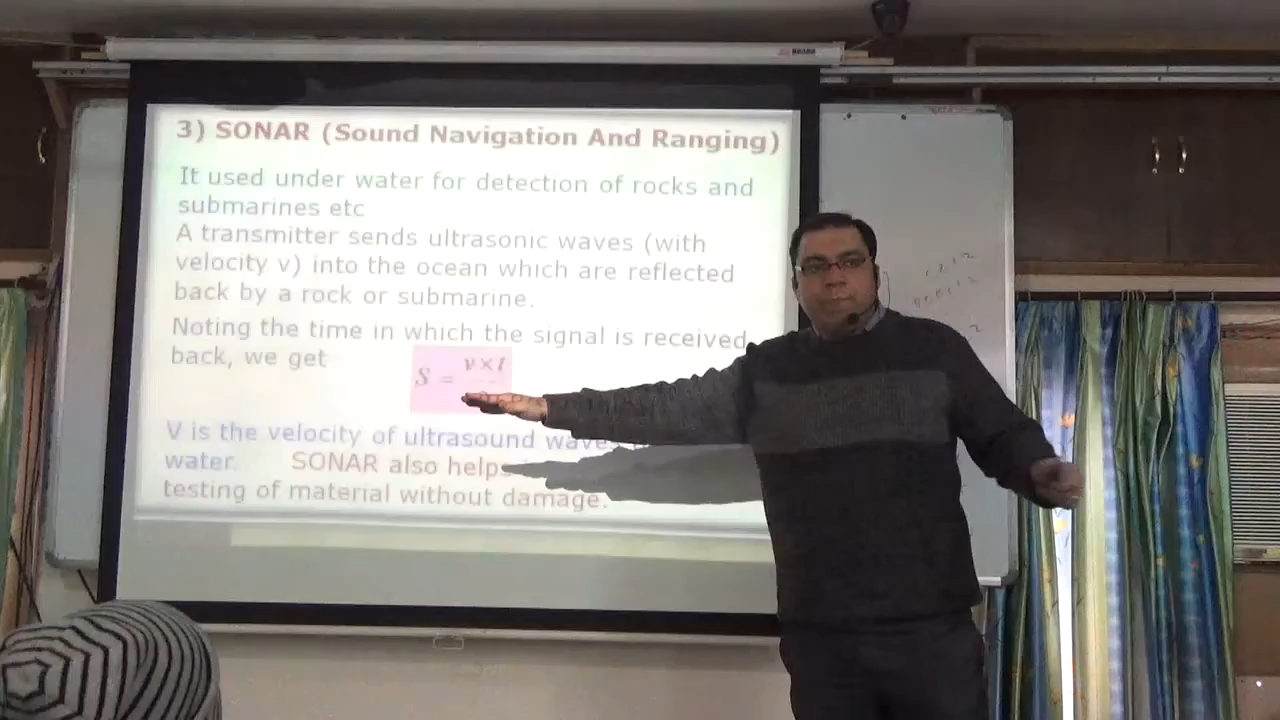 3) SONAR (Sound Navigation And Ranging)
It used under water for detection of rocks and
submarines etc
A transmitter sends ultrasonic waves (with
velocity v) into the ocean which are reflected
back by a rock or submarine.
Noting the time in which the signal is received
back, we get
S = v×t
V is the velocity of ultrasound waves
water. SONAR also helps
testing of material without damage.